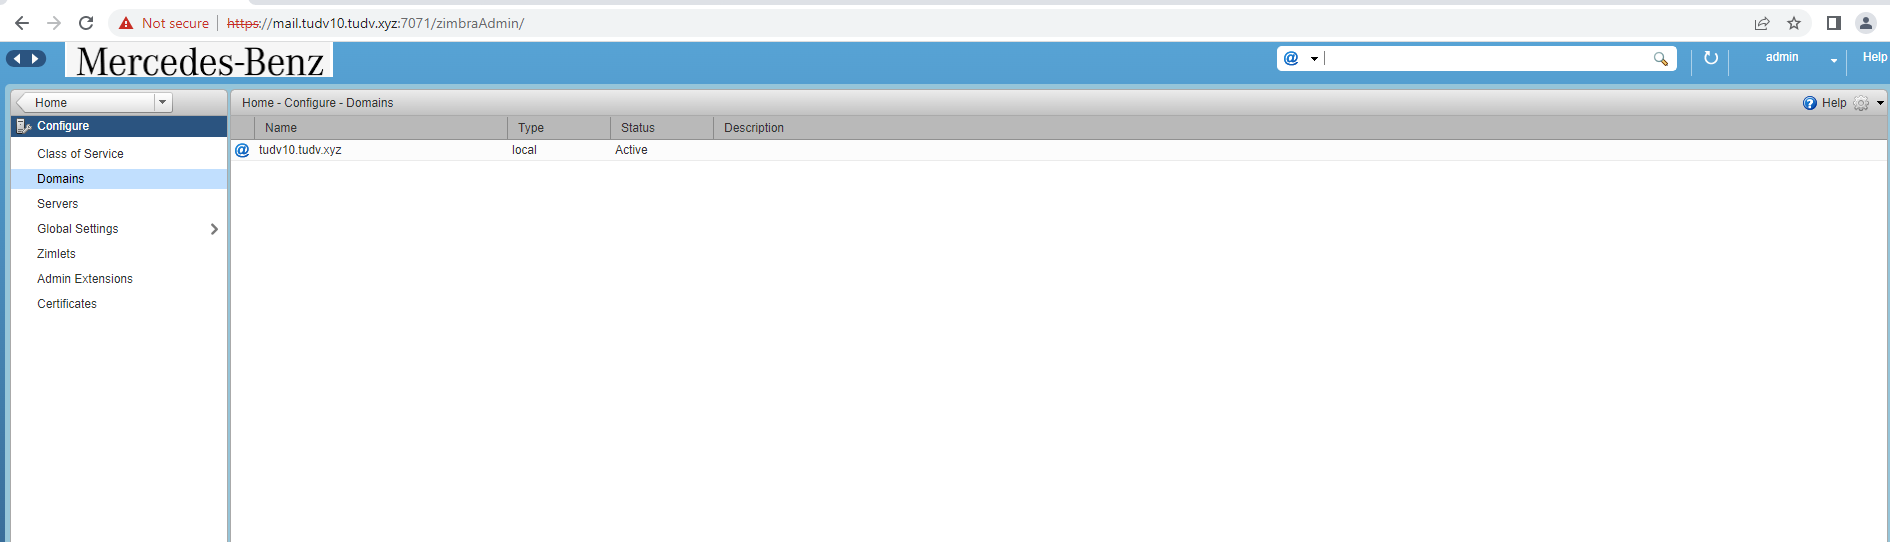 Not secure https://mail.tudv10.tudv.xyz:7071/zimbraAdmin/
Mercedes-Benz @ admin Help
Home Home - Configure - Domains ? Help
Configure Name Type Status Description
@ tudv10.tudv.xyz local Active
Class of Service
Domains
Servers
Global Settings
Zimlets
Admin Extensions
Certificates